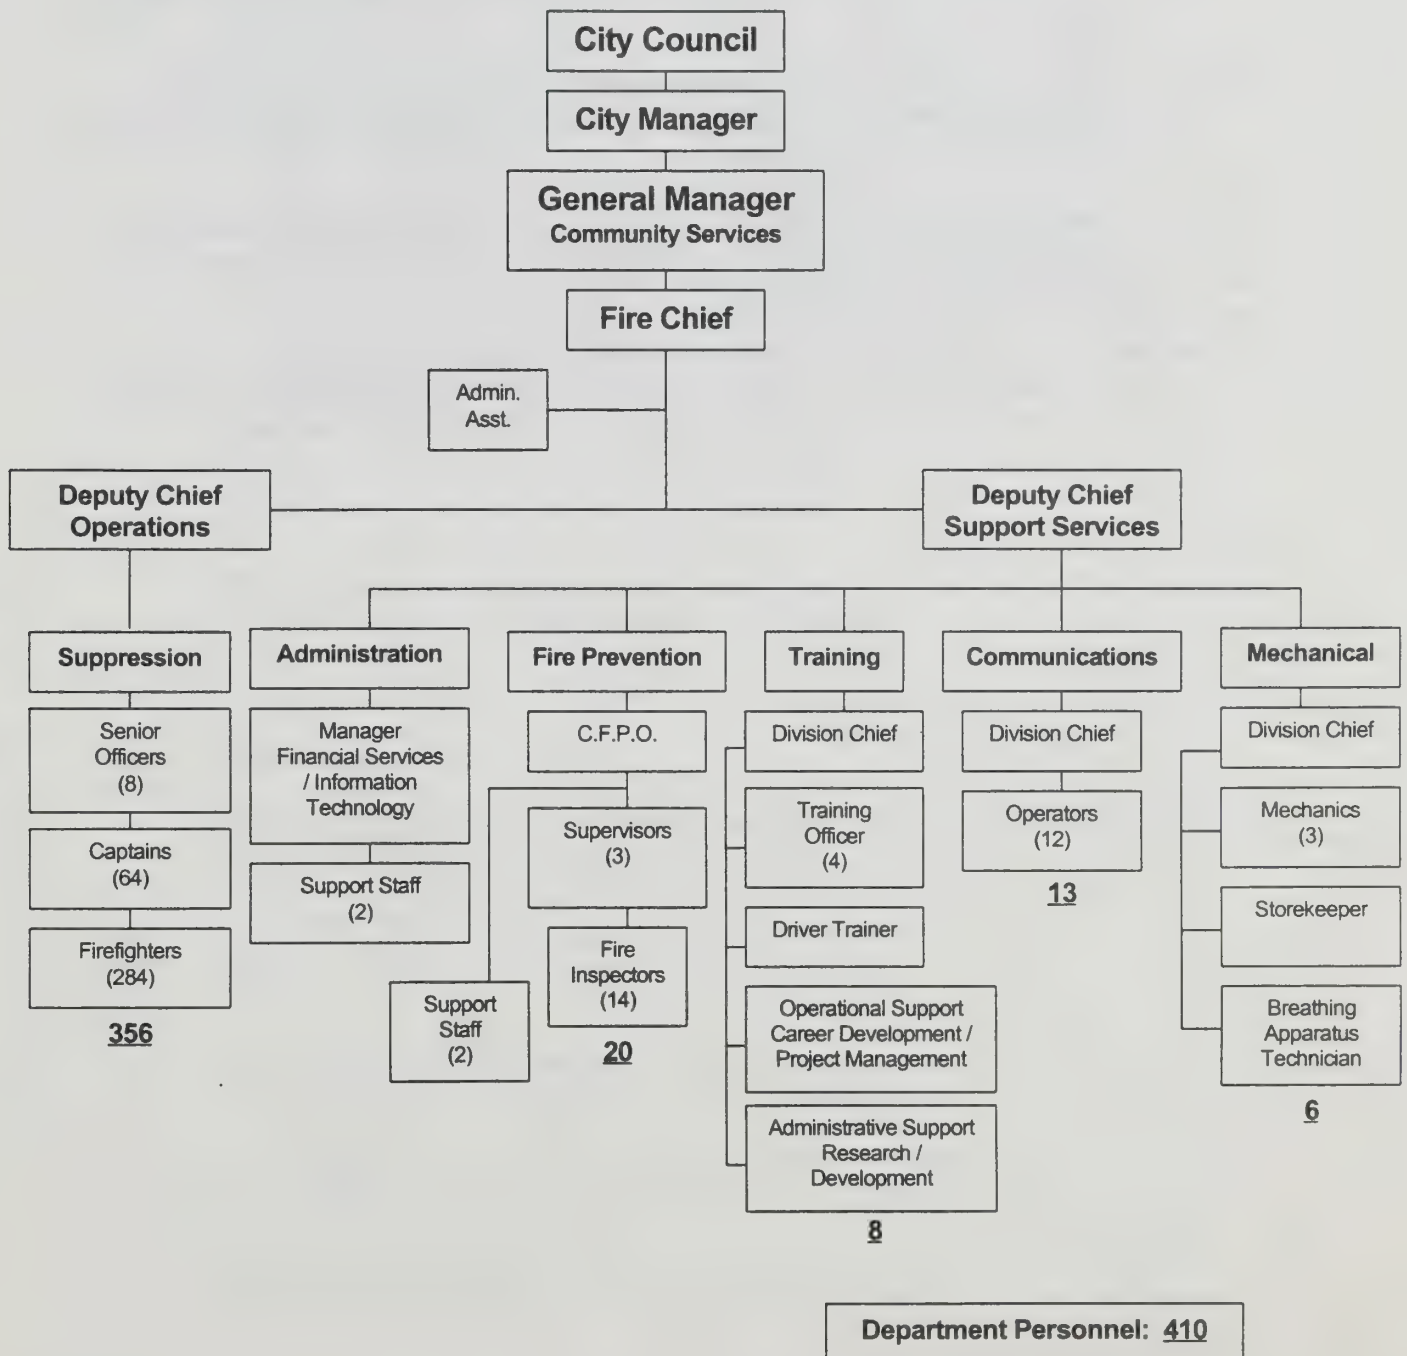 City Council
City Manager
General Manager
Community Services
Fire Chief
Admin.
Asst.
Deputy Chief
Operations
Deputy Chief
Support Services
Suppression
Senior
Officers
(8)
Captains
(64)
Firefighters
(284)
356
Administration
Manager
Financial Services
/ Information
Technology
Support Staff
(2)
Fire Prevention
C.F.P.O.
Supervisors
(3)
Support
Staff
(2)
Fire
Inspectors
(14)
20
Training
Division Chief
Training
Officer
(4)
Driver Trainer
Operational Support
Career Development /
Project Management
Administrative Support
Research /
Development
8
Communications
Division Chief
Operators
(12)
13
Mechanical
Division Chief
Mechanics
(3)
Storekeeper
Breathing
Apparatus
Technician
6
Department Personnel: 410